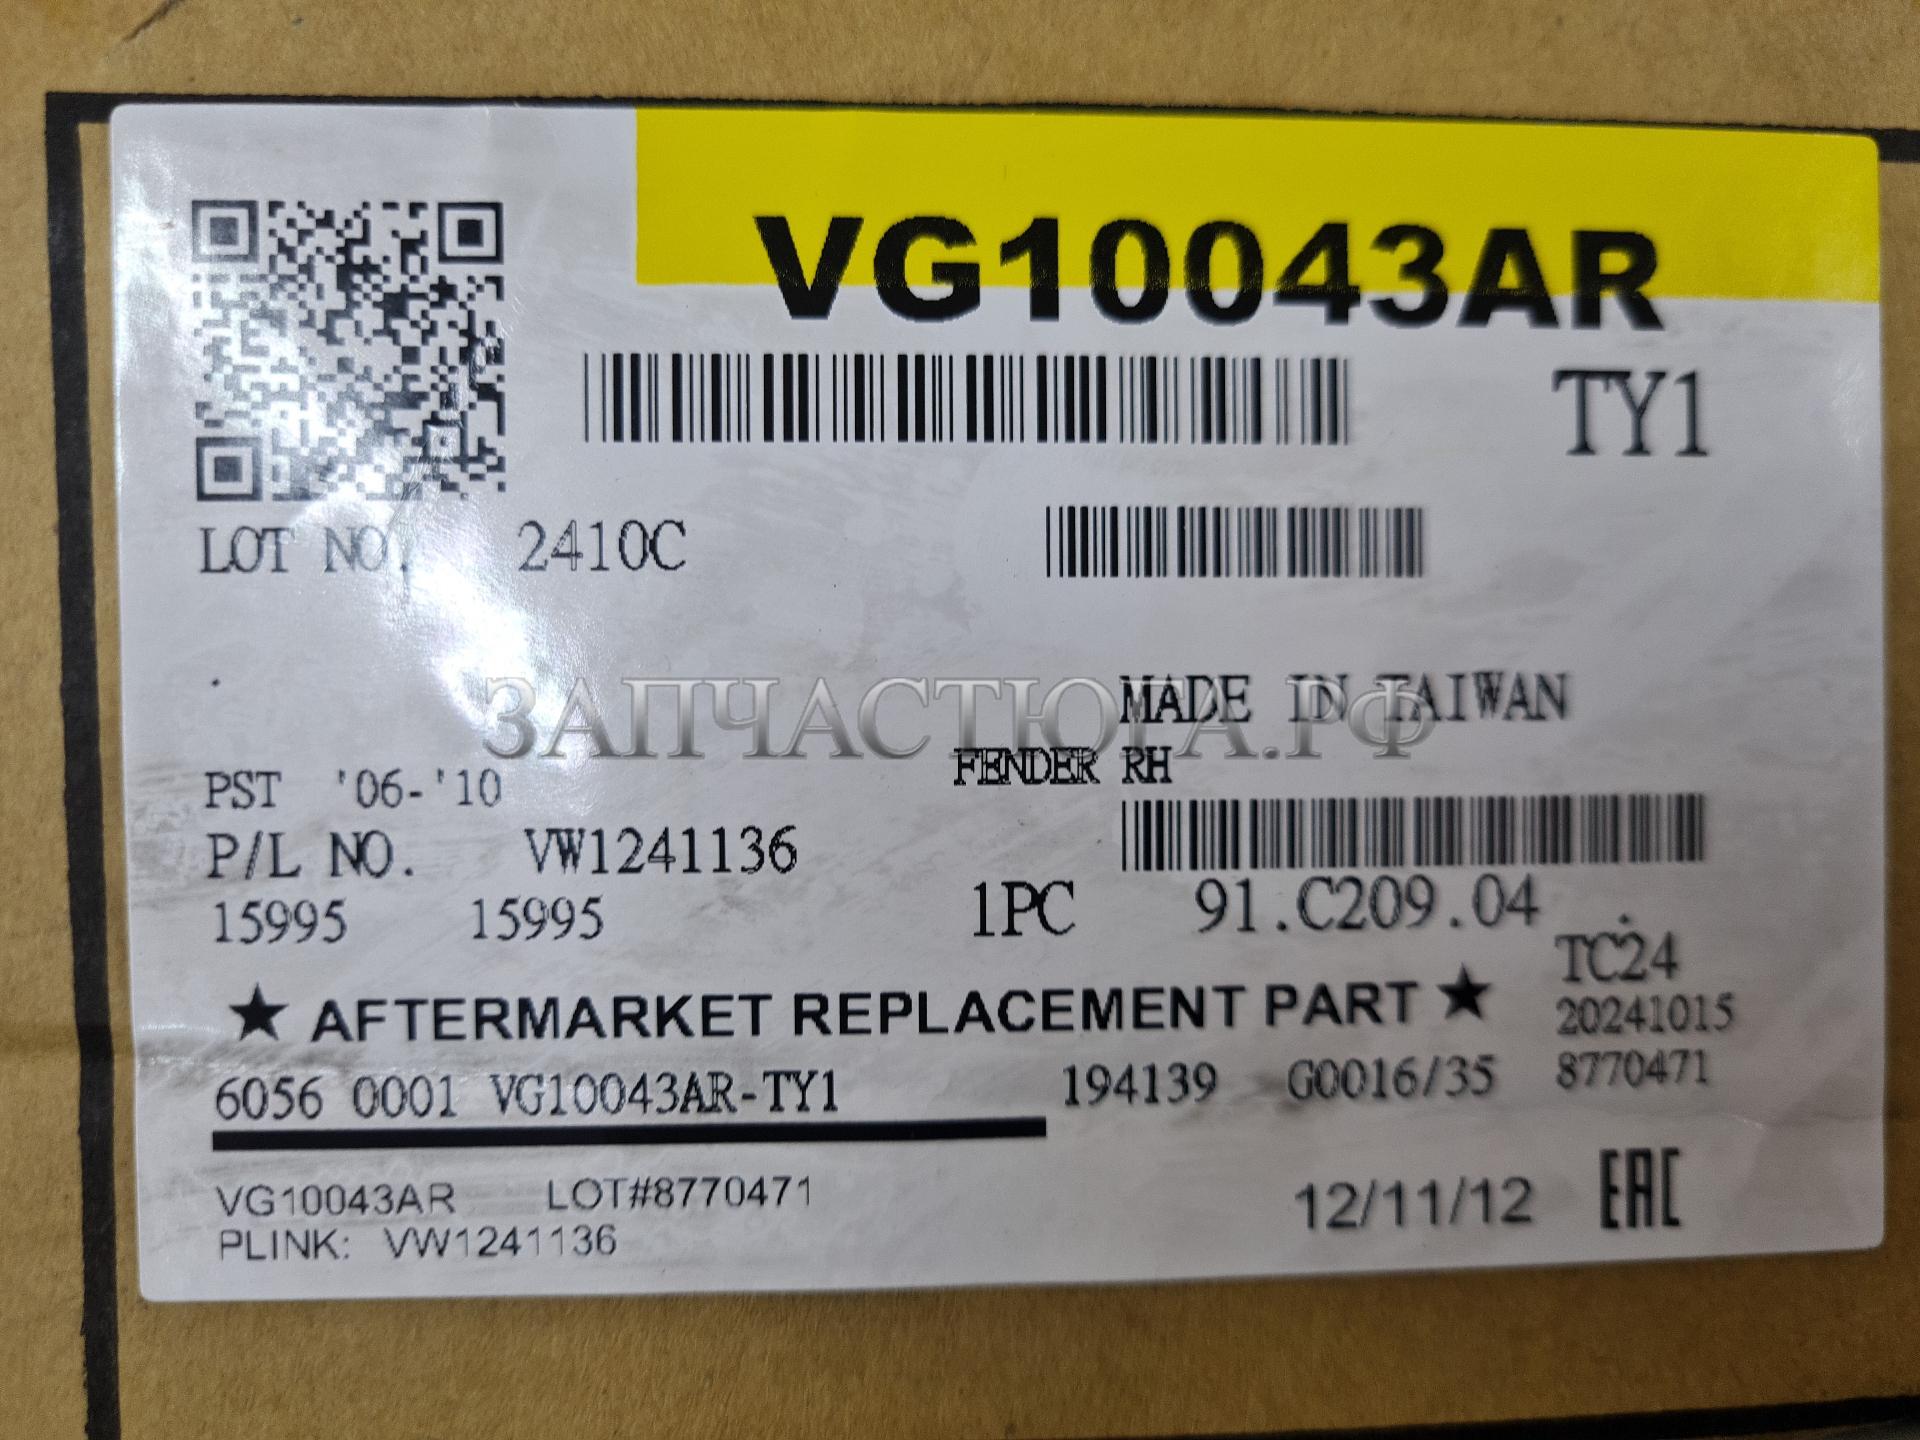 VG10043AR
TY1
LOT NO. 2410C
MADE IN TAIWAN
ЗАПЧАСТЮГА.РФ
FENDER RH
PST '06-'10
P/L NO. VW1241136
15995 15995 1PC 91.C209.04
TC24
★ AFTERMARKET REPLACEMENT PART ★
20241015
6056 0001 VG10043AR-TY1 194139 G0016/35 8770471
VG10043AR LOT#8770471
12/11/12 EAC
PLINK: VW1241136